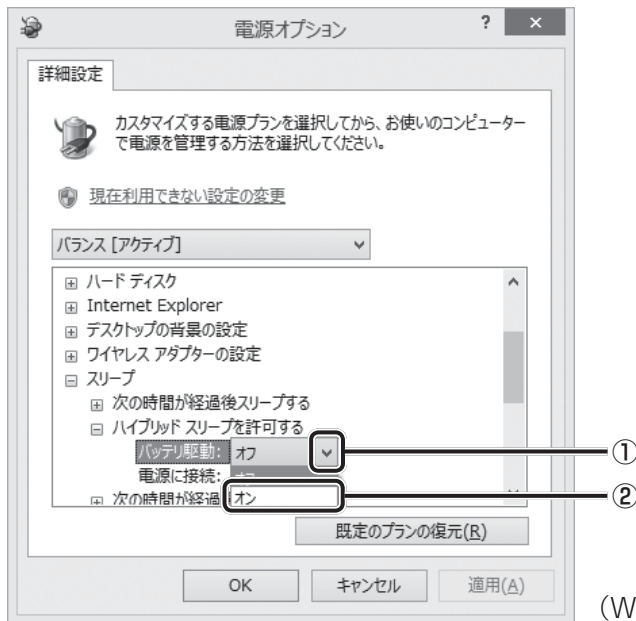 電源オプション
?
×
詳細設定
カスタマイズする電源プランを選択してから、お使いのコンピューター
で電源を管理する方法を選択してください。
現在利用できない設定の変更
バランス [アクティブ]
ハード ディスク
Internet Explorer
デスクトップの背景の設定
ワイヤレス アダプターの設定
スリープ
次の時間が経過後スリープする
ハイブリッド スリープを許可する
バッテリ駆動: オフ
①
電源に接続:
次の時間が経過
オン
②
既定のプランの復元(R)
OK
キャンセル
適用(A)
(W